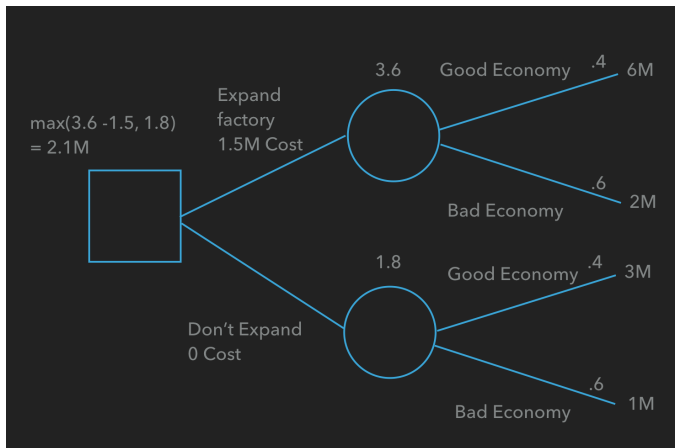 max(3.6 -1.5, 1.8)
= 2.1M
Expand
factory
1.5M Cost
3.6
Good Economy
.4
6M
.6
2M
Bad Economy
Don’t Expand
0 Cost
1.8
Good Economy
.4
3M
.6
1M
Bad Economy